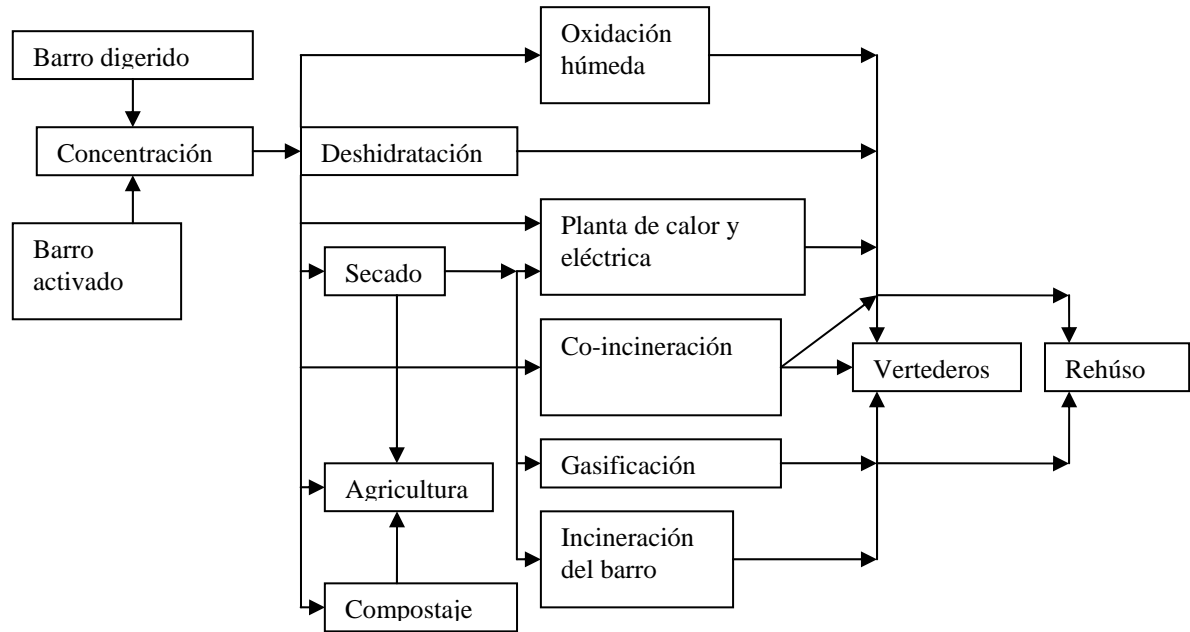 Barro digerido
Concentración
Barro
activado
Deshidratación
Secado
Agricultura
Compostaje
Oxidación
húmeda
Planta de calor y
eléctrica
Co-incineración
Gasificación
Incineración
del barro
Vertederos
Rehúso